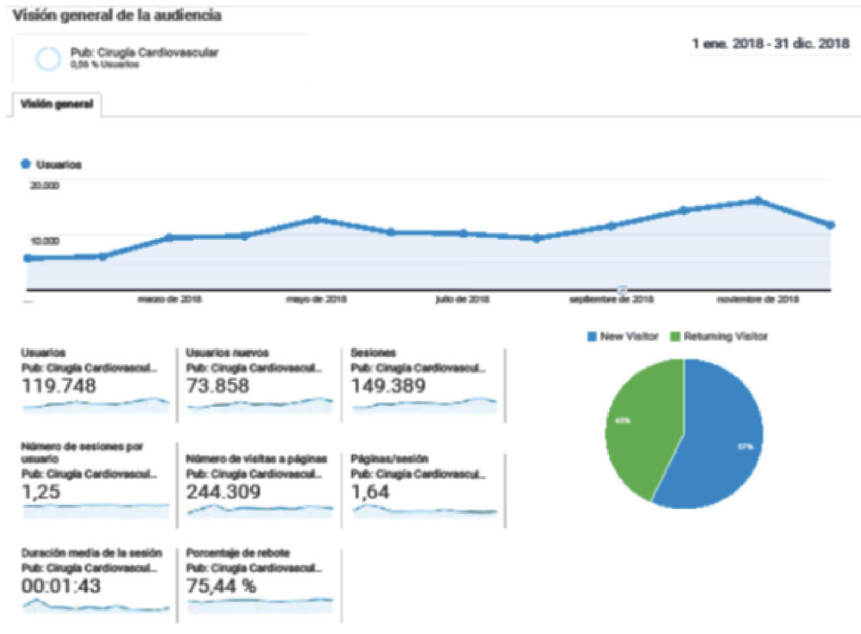 Visión general de la audiencia
Pub: Cirugía Cardiovascular
0,56 % Usuarios
1 ene. 2018 - 31 dic. 2018
Visión general
Usuarios
20.000
10.000
...
marzo de 2018
mayo de 2018
julio de 2018
septiembre de 2018
noviembre de 2018
New Visitor
Returning Visitor
43%
57%
Usuarios
Pub: Cirugía Cardiovascul...
119.748
Usuarios nuevos
Pub: Cirugía Cardiovascul...
73.858
Sesiones
Pub: Cirugía Cardiovascul...
149.389
Número de sesiones por
usuario
Pub: Cirugía Cardiovascul...
1,25
Número de visitas a páginas
Pub: Cirugía Cardiovascul...
244.309
Páginas/sesión
Pub: Cirugía Cardiovascul...
1,64
Duración media de la sesión
Pub: Cirugía Cardiovascul...
00:01:43
Porcentaje de rebote
Pub: Cirugía Cardiovascul...
75,44 %